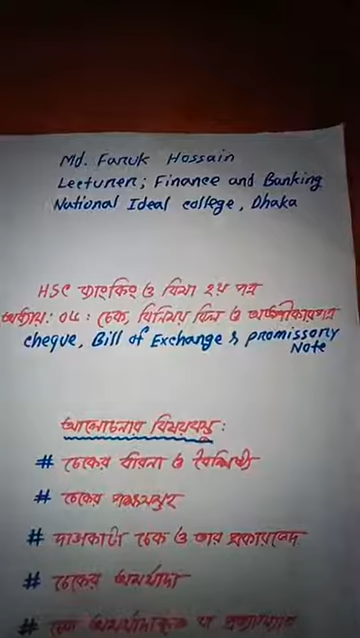 Md. Faruk Hossain
Lecturer; Finance and Banking
National Ideal college, Dhaka
HSC ব্যাংকিং ও বিমা ২য় পত্র
অধ্যায়: ০৪ : চেক, বিনিময় বিল ও অঙ্গীকারপত্র
cheque, Bill of Exchange & promissory
Note
আলোচনার বিষয়বস্তু :
# চেকের ধারনা ও বৈশিষ্ট্য
# চেকের পক্ষসমূহ
# দাগকাটা চেক ও তার প্রকারভেদ
# চেকের অমর্যাদা
# চেক